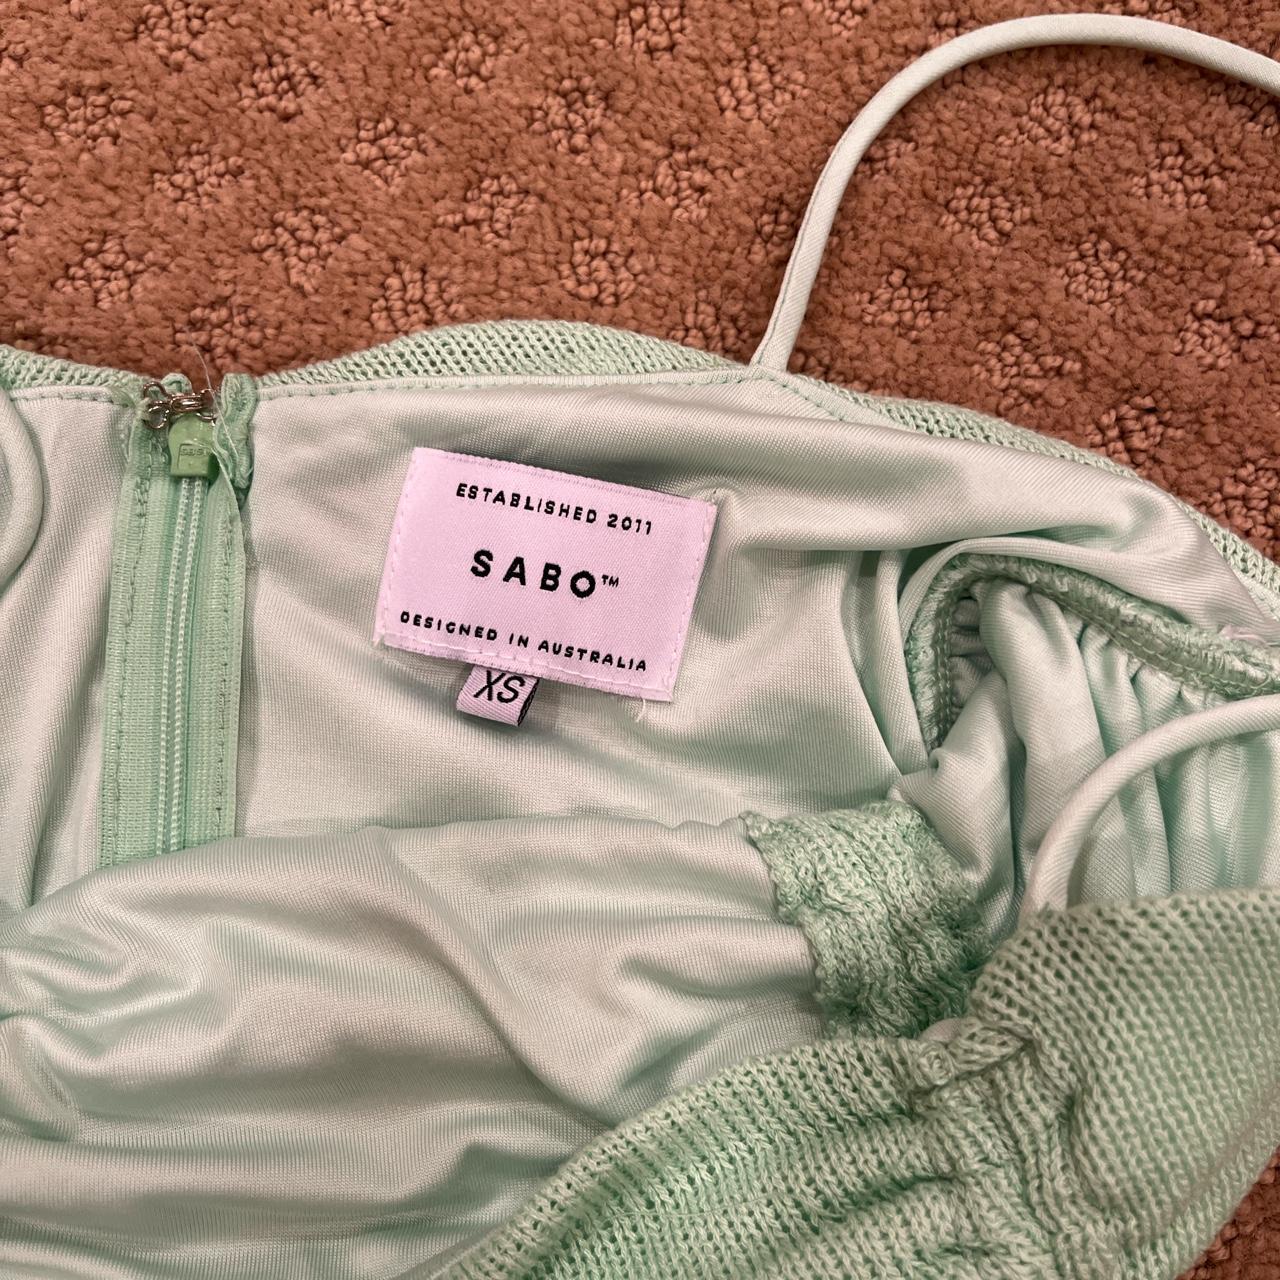 ESTABLISHED 2011
SABO™
DESIGNED IN AUSTRALIA
XS